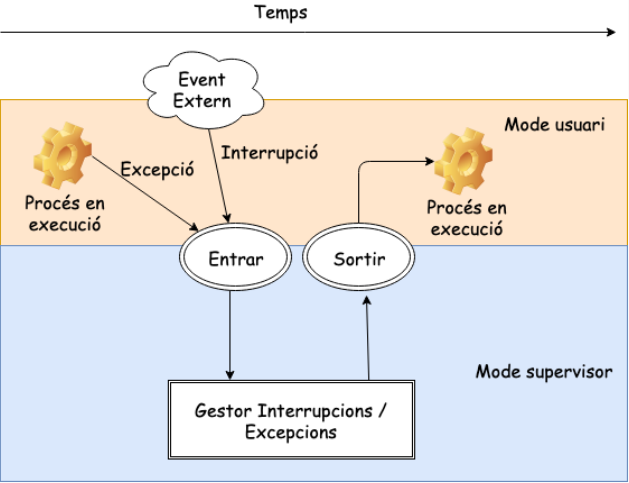 Temps
Event
Extern
Mode usuari
Interrupció
Excepció
Procés en
execució
Procés en
execució
Entrar
Sortir
Mode supervisor
Gestor Interrupcions /
Excepcions